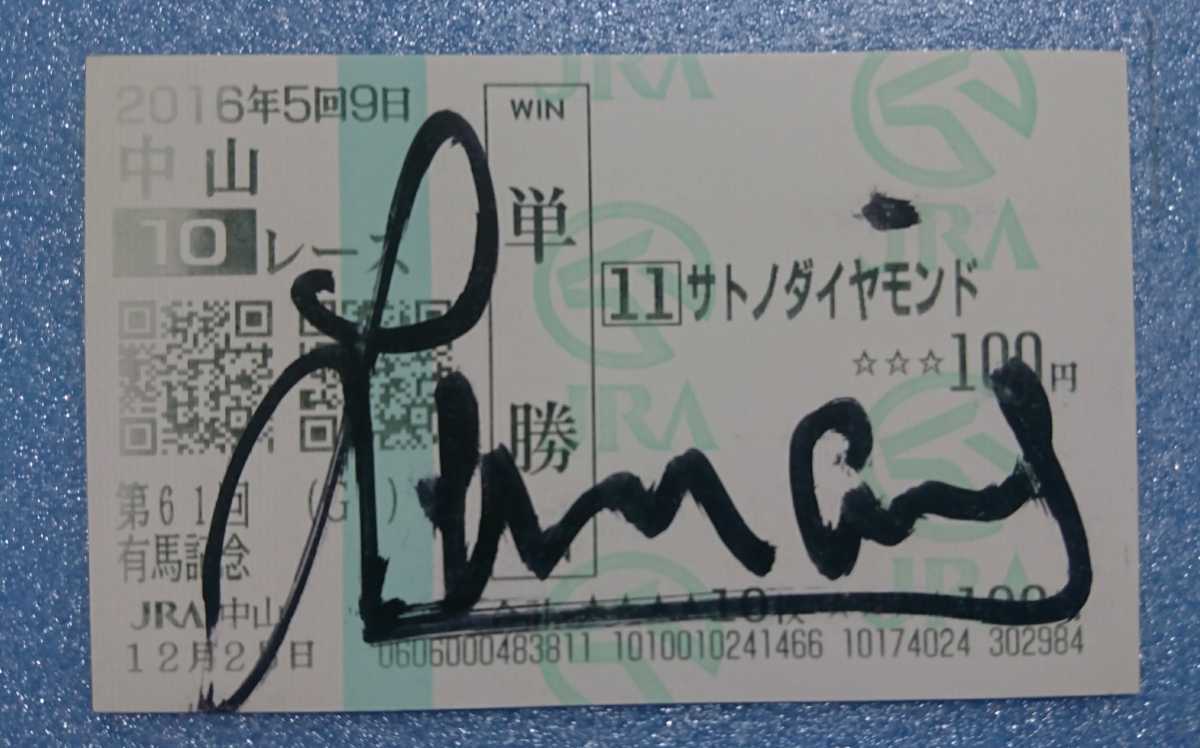 2016年5回9日
中山
10レース
WIN
単勝
11 サトノダイヤモンド
☆☆☆100円
第61回 (G )
有馬記念
JRA中山
12月25日
0606000483811 1010010241466 10174024 302984
JRA
JRA
JRA
JRA